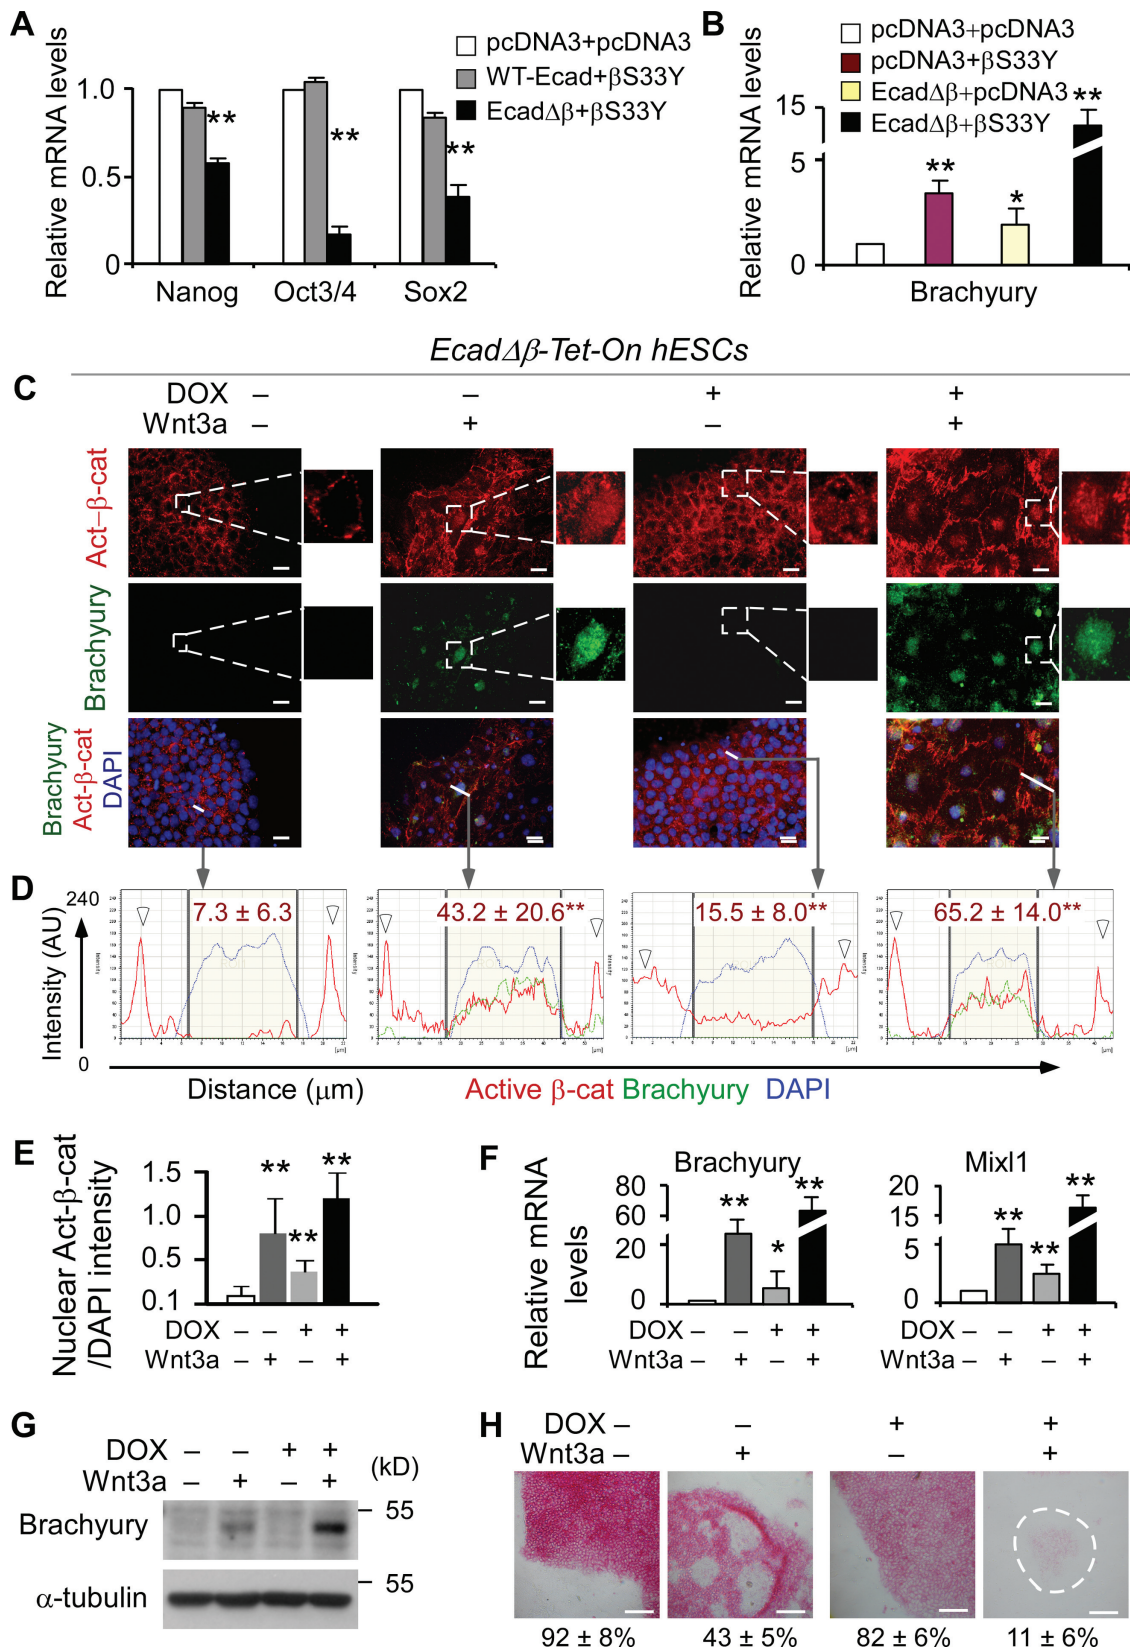 A
Relative mRNA levels
1.0
0.5
0
pcDNA3+pcDNA3
WT-Ecad+βS33Y
EcadΔβ+βS33Y
**
**
**
Nanog Oct3/4 Sox2
B
Relative mRNA levels
15
5
0
pcDNA3+pcDNA3
pcDNA3+βS33Y
EcadΔβ+pcDNA3
EcadΔβ+βS33Y
** * **
Brachyury
EcadΔβ-Tet-On hESCs
C
DOX – – + +
Wnt3a – + – +
Act–β-cat
Brachyury
Brachyury
Act-β-cat
DAPI
D
Intensity (AU)
240
0
7.3 ± 6.3
43.2 ± 20.6**
15.5 ± 8.0**
65.2 ± 14.0**
Distance (μm)
Active β-cat Brachyury DAPI
E
Nuclear Act-β-cat
/DAPI intensity
1.5
1.0
0.5
0.1
** ** **
DOX – – + +
Wnt3a – + – +
F
Relative mRNA
levels
Brachyury
80
60
20
0
** * **
DOX – – + +
Wnt3a – + – +
Mixl1
20
15
5
0
** ** **
– – + +
– + – +
G
DOX – – + +
Wnt3a – + – +
(kD)
Brachyury
55
α-tubulin
55
H
DOX – – + +
Wnt3a – + – +
92 ± 8% 43 ± 5% 82 ± 6% 11 ± 6%